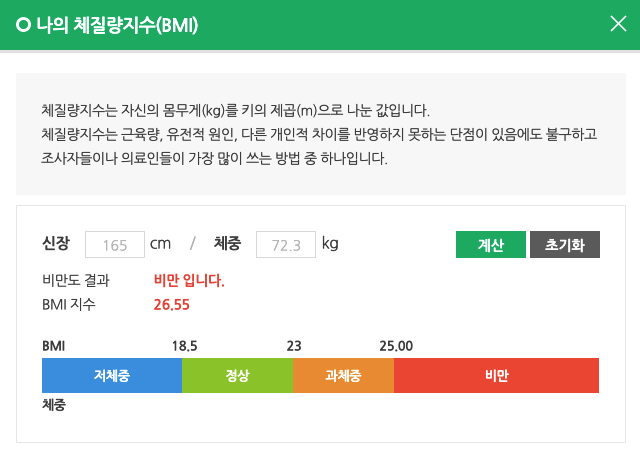 나의 체질량지수(BMI)
체질량지수는 자신의 몸무게(kg)를 키의 제곱(m)으로 나눈 값입니다.
체질량지수는 근육량, 유전적 원인, 다른 개인적 차이를 반영하지 못하는 단점이 있음에도 불구하고
조사자들이나 의료인들이 가장 많이 쓰는 방법 중 하나입니다.
신장 165 cm / 체중 72.3 kg 계산 초기화
비만도 결과 비만 입니다.
BMI 지수 26.55
BMI 18.5 23 25.00
저체중 정상 과체중 비만
체중